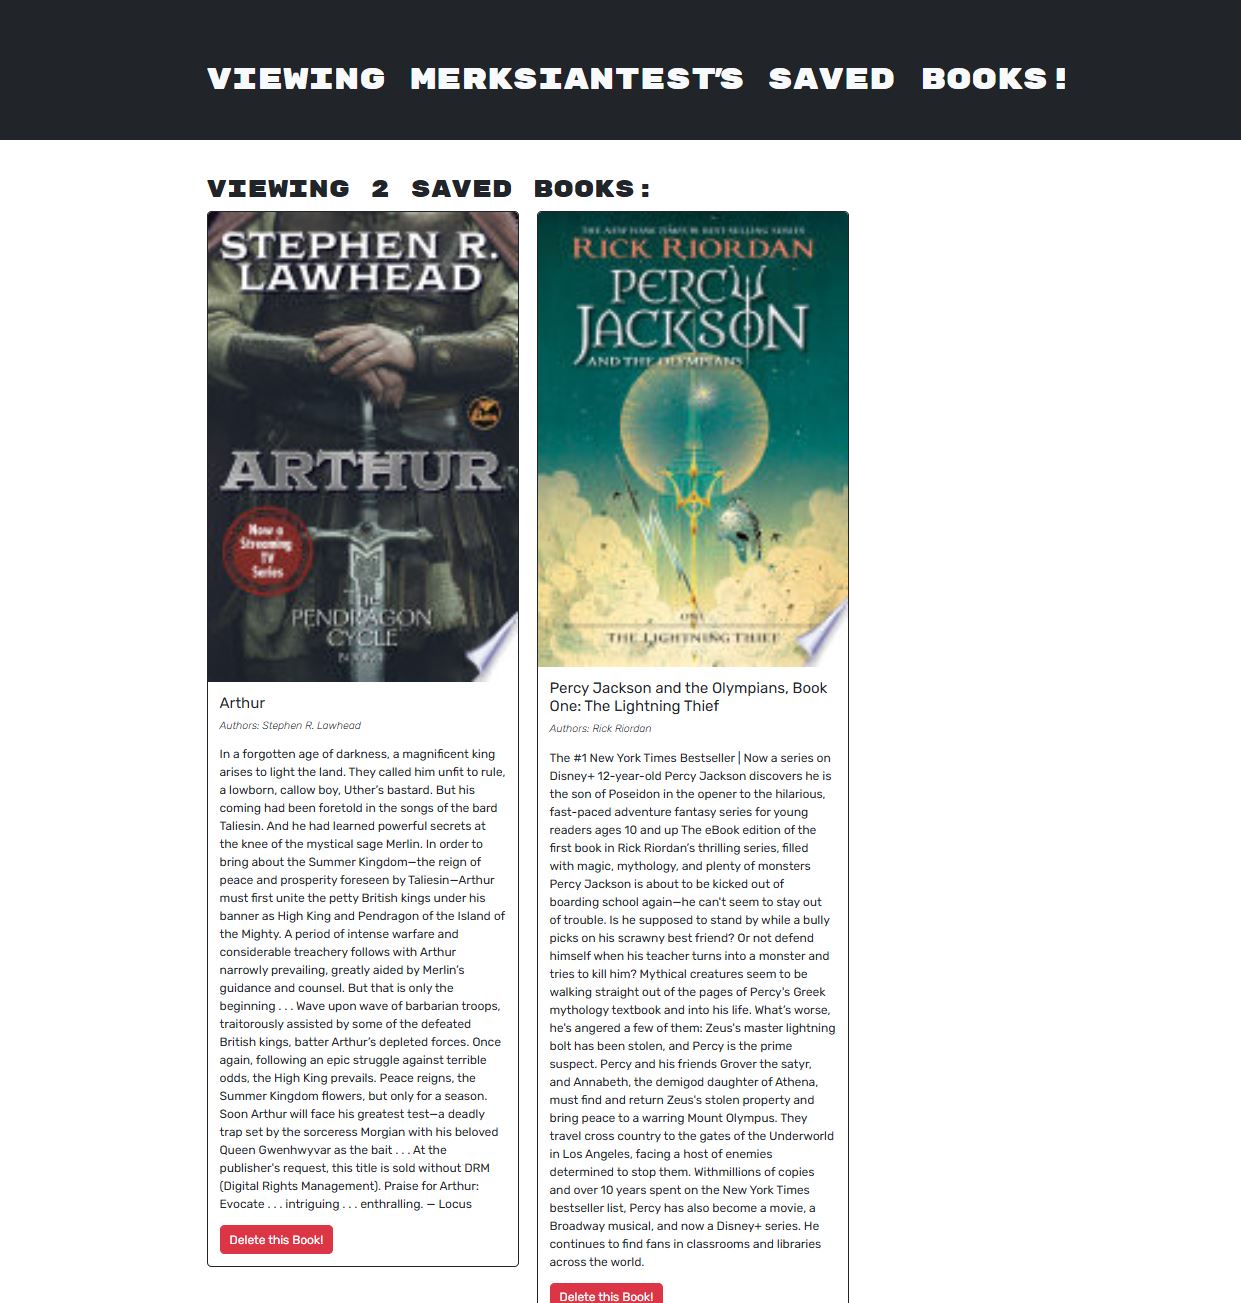 VIEWING MERKSIANTEST'S SAVED BOOKS!
VIEWING 2 SAVED BOOKS:
STEPHEN R.
LAWHEAD
ARTHUR
Now a
Streaming
TV
Series
The
PENDRAGON
CYCLE
Arthur
Authors: Stephen R. Lawhead
In a forgotten age of darkness, a magnificent king
arises to light the land. They called him unfit to rule,
a lowborn, callow boy, Uther's bastard. But his
coming had been foretold in the songs of the bard
Taliesin. And he had learned powerful secrets at
the knee of the mystical sage Merlin. In order to
bring about the Summer Kingdom—the reign of
peace and prosperity foreseen by Taliesin—Arthur
must first unite the petty British kings under his
banner as High King and Pendragon of the Island of
the Mighty. A period of intense warfare and
considerable treachery follows with Arthur
narrowly prevailing, greatly aided by Merlin's
guidance and counsel. But that is only the
beginning . . . Wave upon wave of barbarian troops,
traitorously assisted by some of the defeated
British kings, batter Arthur's depleted forces. Once
again, following an epic struggle against terrible
odds, the High King prevails. Peace reigns, the
Summer Kingdom flowers, but only for a season.
Soon Arthur will face his greatest test—a deadly
trap set by the sorceress Morgian with his beloved
Queen Gwenhwyvar as the bait . . . At the
publisher's request, this title is sold without DRM
(Digital Rights Management). Praise for Arthur:
Evocate . . . intriguing . . . enthralling. — Locus
Delete this Book!
THE NEW YORK TIMES #1 BEST-SELLING SERIES
RICK RIORDAN
PERCY
JACKSON
AND THE OLYMPIANS
ONE
THE LIGHTNING THIEF
Percy Jackson and the Olympians, Book
One: The Lightning Thief
Authors: Rick Riordan
The #1 New York Times Bestseller | Now a series on
Disney+ 12-year-old Percy Jackson discovers he is
the son of Poseidon in the opener to the hilarious,
fast-paced adventure fantasy series for young
readers ages 10 and up The eBook edition of the
first book in Rick Riordan's thrilling series, filled
with magic, mythology, and plenty of monsters
Percy Jackson is about to be kicked out of
boarding school again—he can't seem to stay out
of trouble. Is he supposed to stand by while a bully
picks on his scrawny best friend? Or not defend
himself when his teacher turns into a monster and
tries to kill him? Mythical creatures seem to be
walking straight out of the pages of Percy's Greek
mythology textbook and into his life. What's worse,
he's angered a few of them: Zeus's master lightning
bolt has been stolen, and Percy is the prime
suspect. Percy and his friends Grover the satyr,
and Annabeth, the demigod daughter of Athena,
must find and return Zeus's stolen property and
bring peace to a warring Mount Olympus. They
travel cross country to the gates of the Underworld
in Los Angeles, facing a host of enemies
determined to stop them. Withmillions of copies
and over 10 years spent on the New York Times
bestseller list, Percy has also become a movie, a
Broadway musical, and now a Disney+ series. He
continues to find fans in classrooms and libraries
across the world.
Delete this Book!